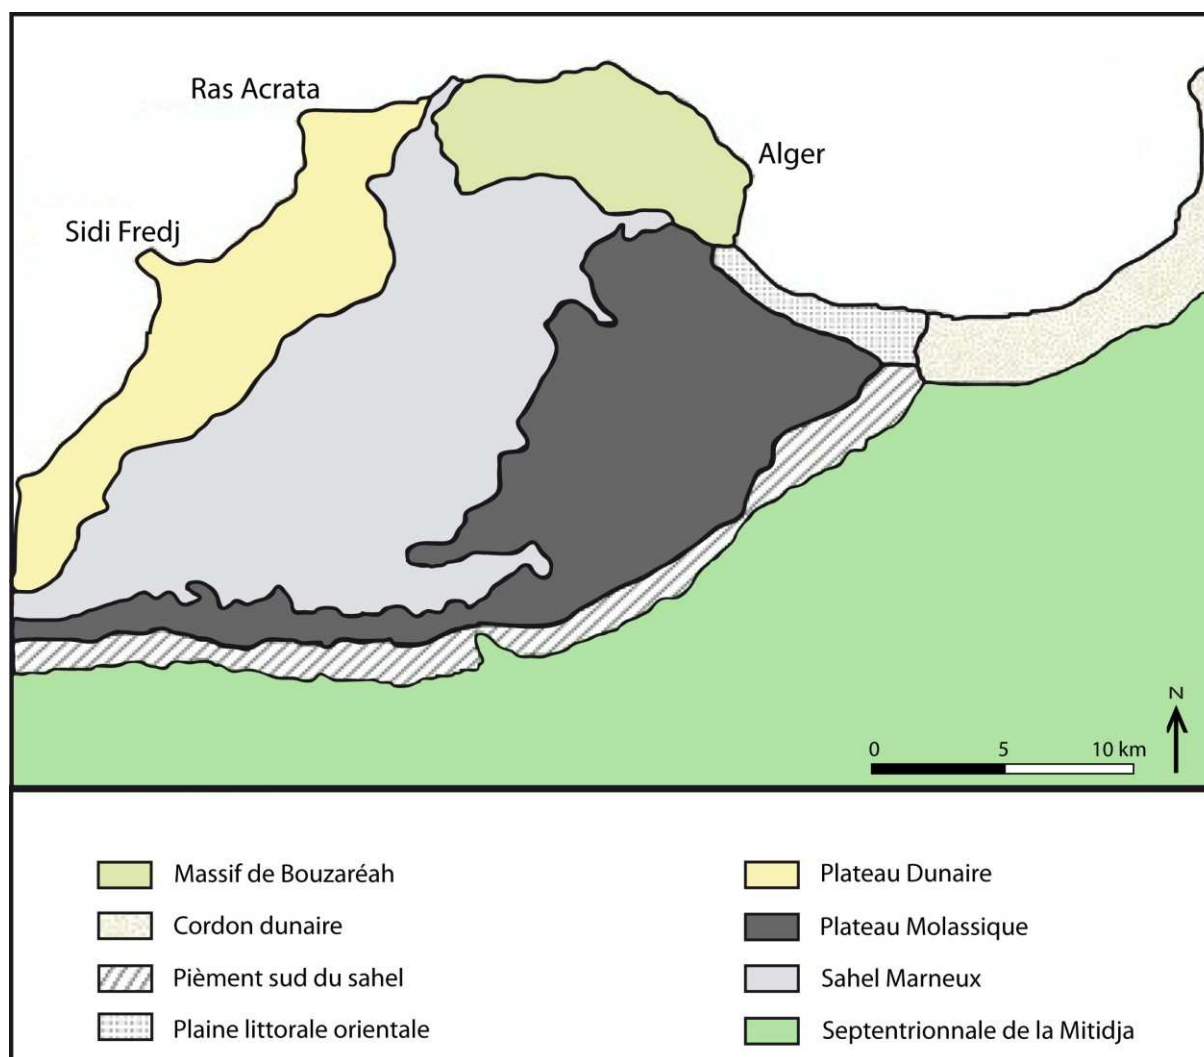 Ras Acrata
Alger
Sidi Fredj
N
0 5 10 km
Massif de Bouzaréah
Cordon dunaire
Pièment sud du sahel
Plaine littorale orientale
Plateau Dunaire
Plateau Molassique
Sahel Marneux
Septentrionnale de la Mitidja